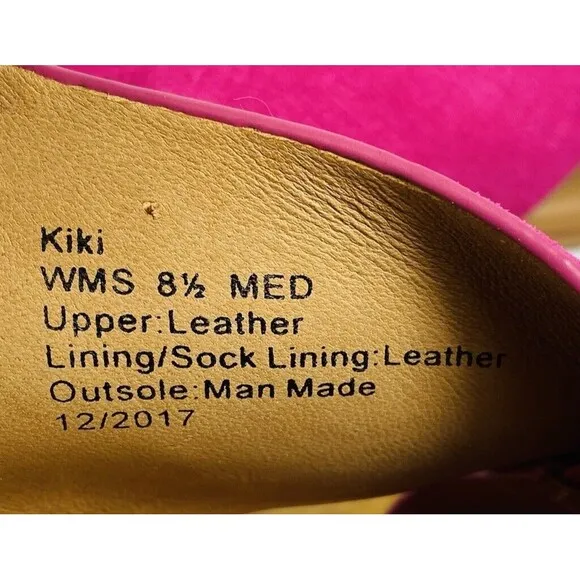 Kiki
WMS 8½ MED
Upper:Leather
Lining/Sock Lining:Leather
Outsole:Man Made
12/2017